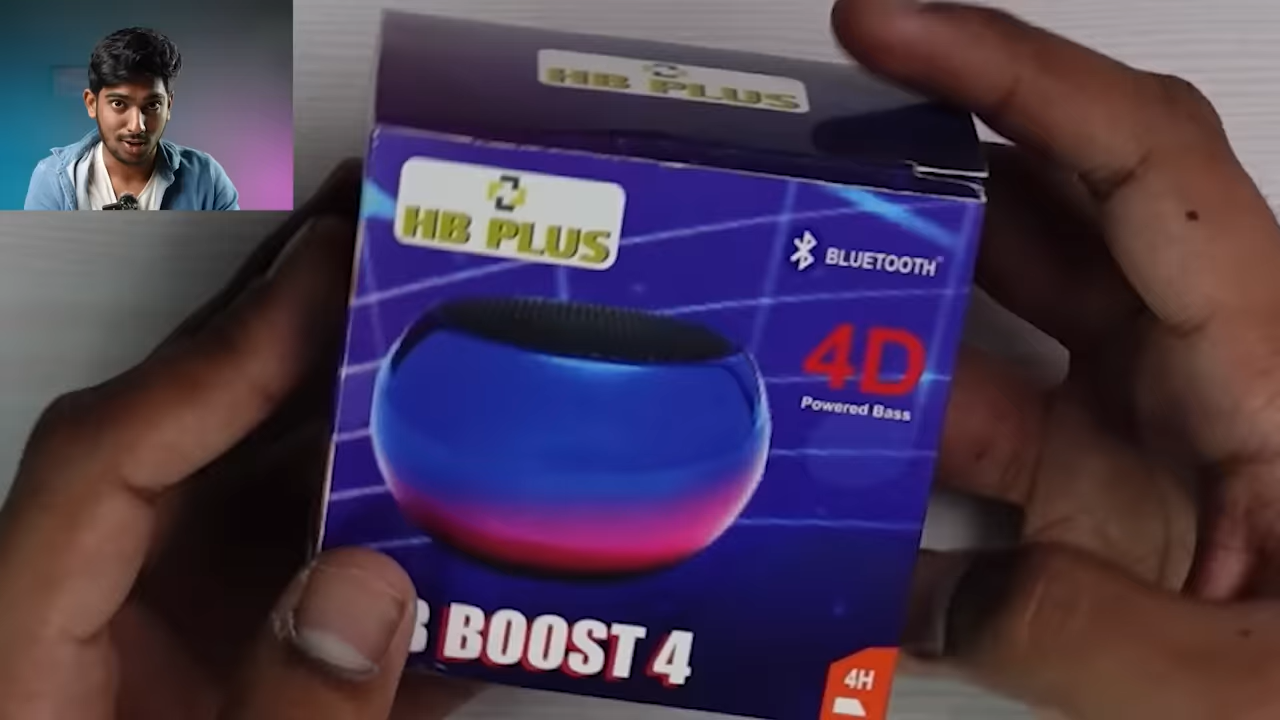 HB PLUS
HB PLUS
BLUETOOTH
4D
Powered Bass
BOOST 4
4H